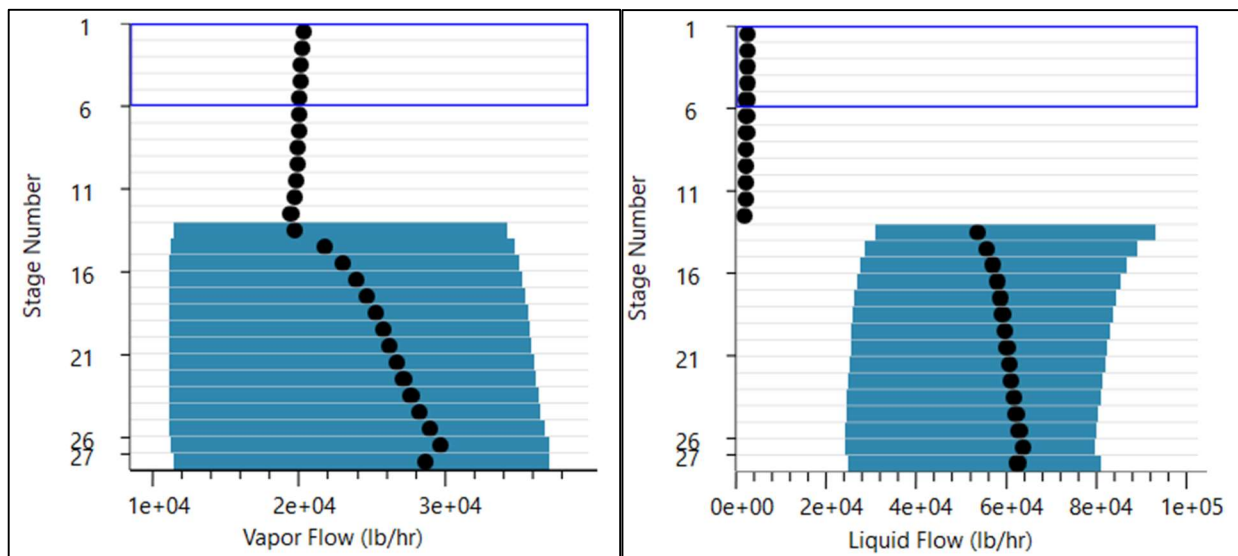 1
6
11
16
21
26
27
Stage Number
1e+04
2e+04
3e+04
Vapor Flow (lb/hr)
1
6
11
16
21
26
27
Stage Number
0e+00
2e+04
4e+04
6e+04
8e+04
1e+05
Liquid Flow (lb/hr)